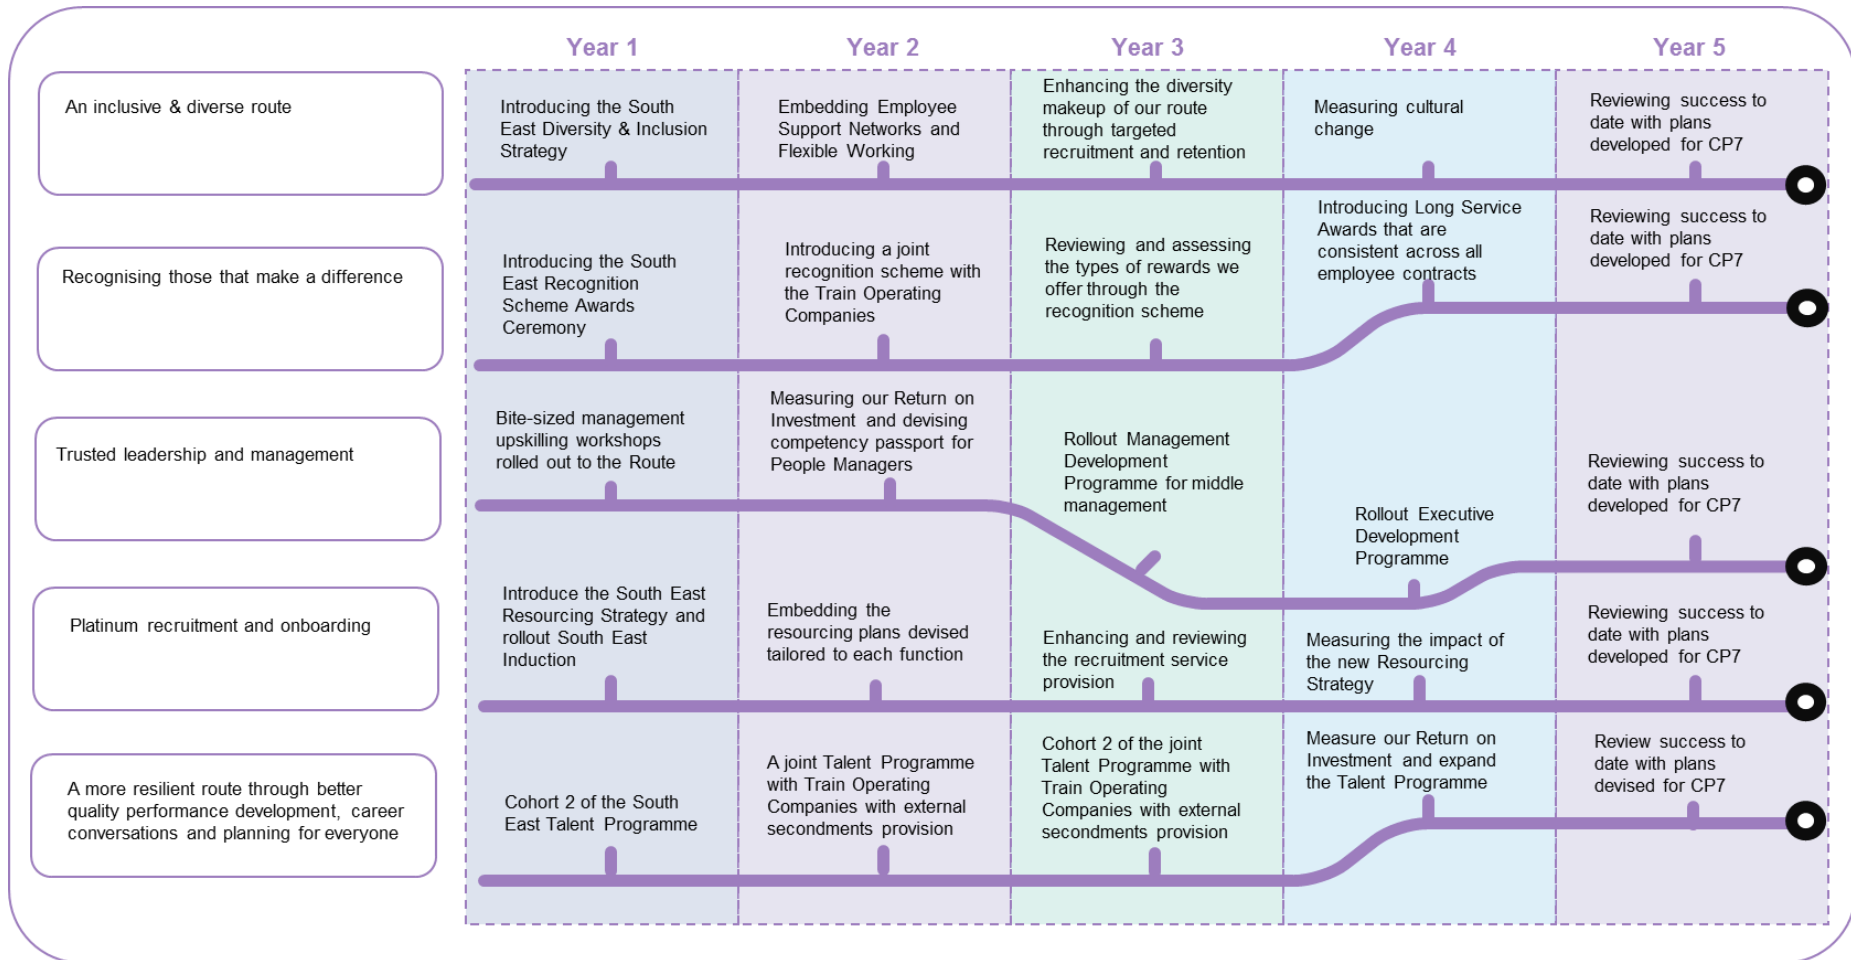 Year 1
Year 2
Year 3
Year 4
Year 5
An inclusive & diverse route
Introducing the South
East Diversity & Inclusion
Strategy
Embedding Employee
Support Networks and
Flexible Working
Enhancing the diversity
makeup of our route
through targeted
recruitment and retention
Measuring cultural
change
Reviewing success to
date with plans
developed for CP7
Recognising those that make a difference
Introducing the South
East Recognition
Scheme Awards
Ceremony
Introducing a joint
recognition scheme with
the Train Operating
Companies
Reviewing and assessing
the types of rewards we
offer through the
recognition scheme
Introducing Long Service
Awards that are
consistent across all
employee contracts
Reviewing success to
date with plans
developed for CP7
Trusted leadership and management
Bite-sized management
upskilling workshops
rolled out to the Route
Measuring our Return on
Investment and devising
competency passport for
People Managers
Rollout Management
Development
Programme for middle
management
Rollout Executive
Development
Programme
Reviewing success to
date with plans
developed for CP7
Platinum recruitment and onboarding
Introduce the South East
Resourcing Strategy and
rollout South East
Induction
Embedding the
resourcing plans devised
tailored to each function
Enhancing and reviewing
the recruitment service
provision
Measuring the impact of
the new Resourcing
Strategy
Reviewing success to
date with plans
developed for CP7
A more resilient route through better
quality performance development, career
conversations and planning for everyone
Cohort 2 of the South
East Talent Programme
A joint Talent Programme
with Train Operating
Companies with external
secondments provision
Cohort 2 of the joint
Talent Programme with
Train Operating
Companies with external
secondments provision
Measure our Return on
Investment and expand
the Talent Programme
Review success to
date with plans
devised for CP7